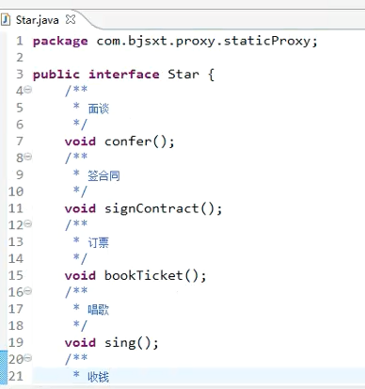 Star.java
1 package com.bjsxt.proxy.staticProxy;
2
3 public interface Star {
4 /**
5 * 面谈
6 */
7 void confer();
8 /**
9 * 签合同
10 */
11 void signContract();
12 /**
13 * 订票
14 */
15 void bookTicket();
16 /**
17 * 唱歌
18 */
19 void sing();
20 /**
21 * 收钱